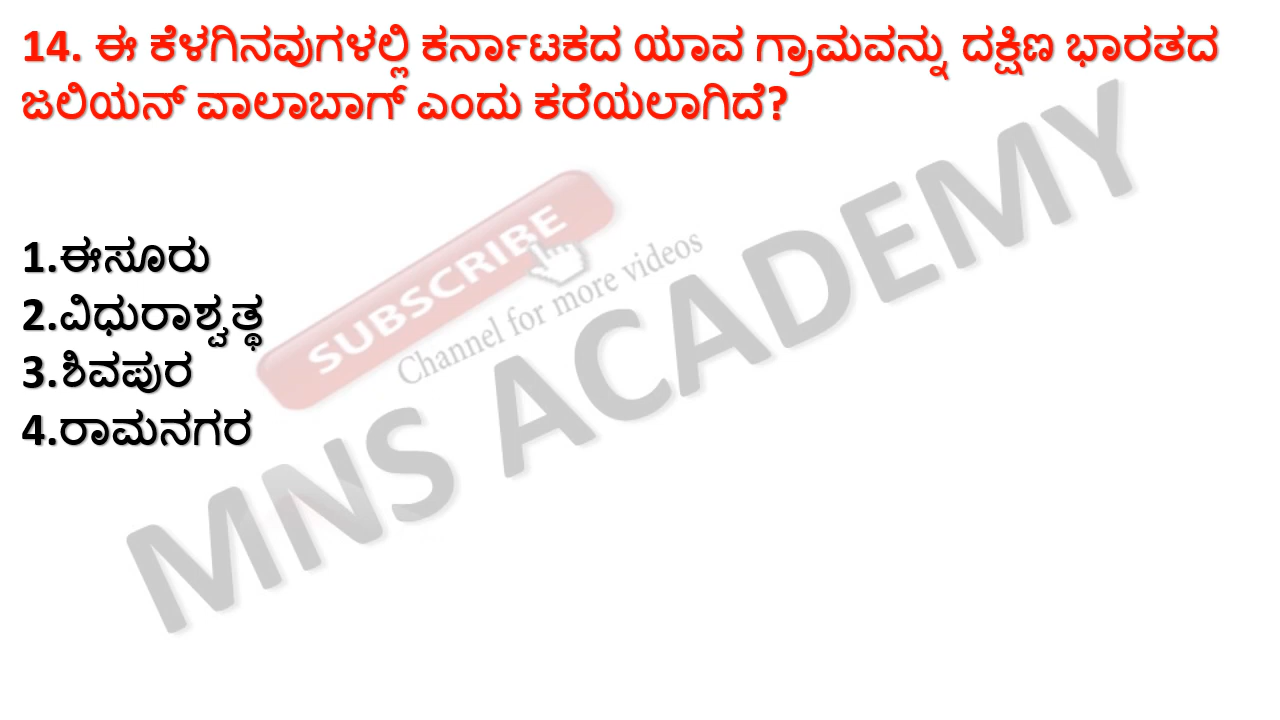 14. ಈ ಕೆಳಗಿನವುಗಳಲ್ಲಿ ಕರ್ನಾಟಕದ ಯಾವ ಗ್ರಾಮವನ್ನು ದಕ್ಷಿಣ ಭಾರತದ
ಜಲಿಯನ್ ವಾಲಾಬಾಗ್ ಎಂದು ಕರೆಯಲಾಗಿದೆ?
1.ಈಸೂರು
2.ವಿಧುರಾಶ್ವತ್ಥ
3.ಶಿವಪುರ
4.ರಾಮನಗರ
SUBSCRIBE
Channel for more videos
MNS ACADEMY